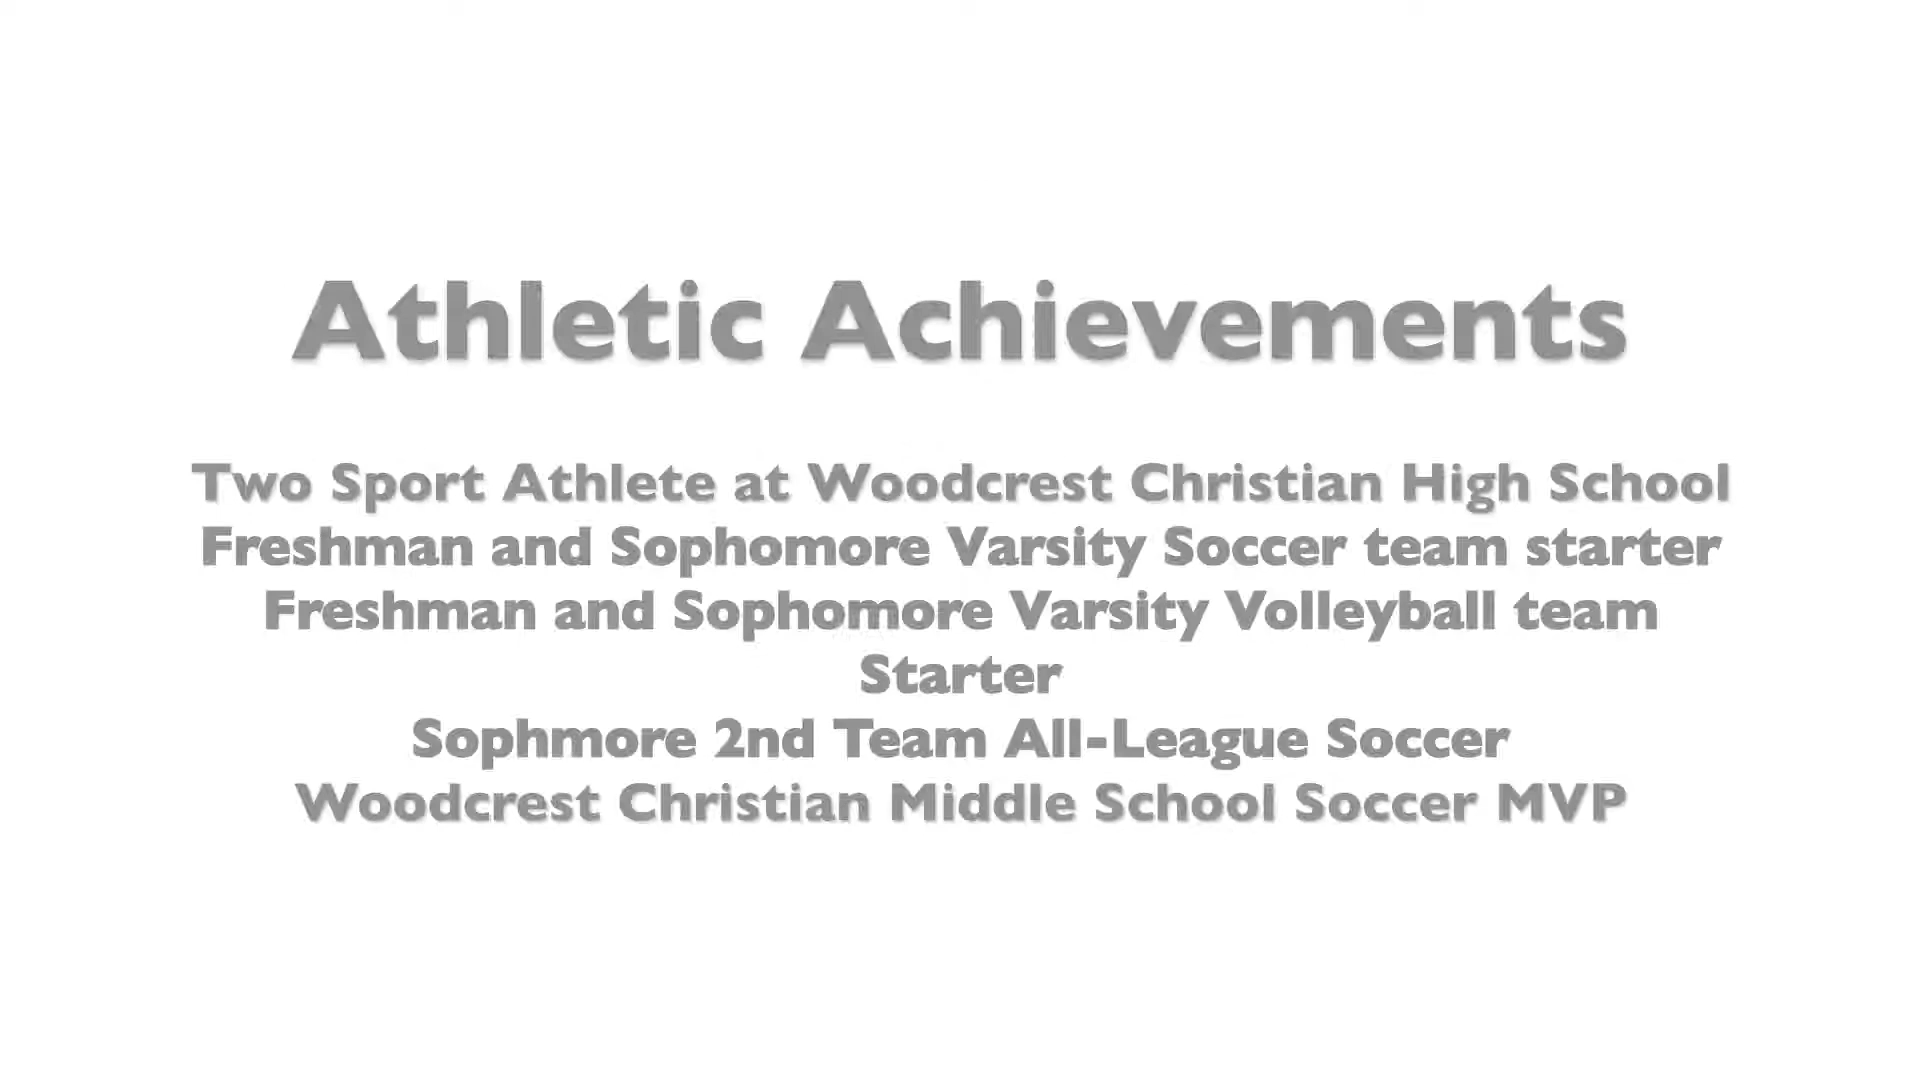 Athletic Achievements
Two Sport Athlete at Woodcrest Christian High School
Freshman and Sophomore Varsity Soccer team starter
Freshman and Sophomore Varsity Volleyball team
Starter
Sophmore 2nd Team All-League Soccer
Woodcrest Christian Middle School Soccer MVP